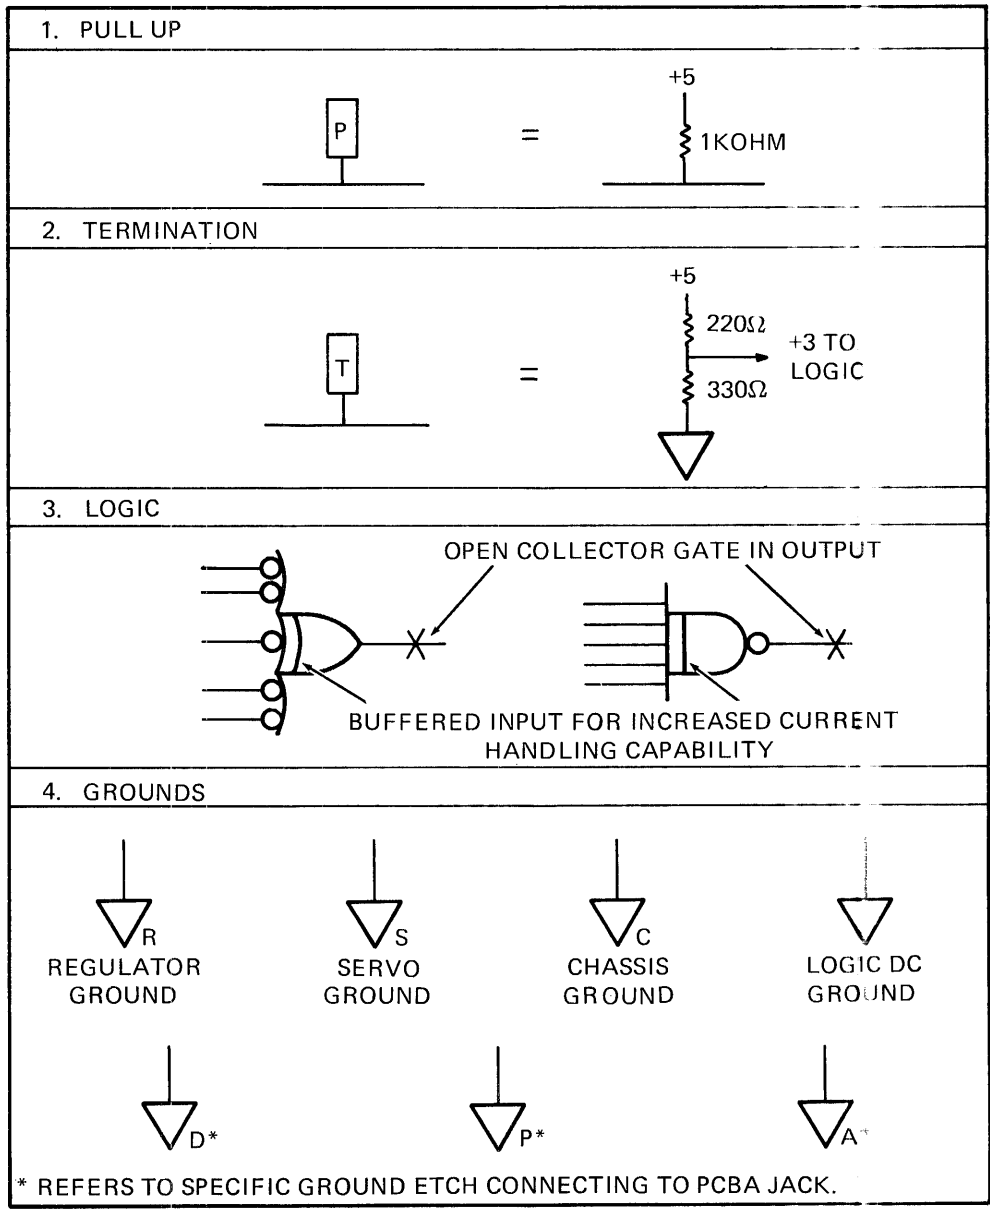 1. PULL UP
P
=
+5
1KOHM
2. TERMINATION
T
=
+5
220Ω
+3 TO
LOGIC
330Ω
3. LOGIC
OPEN COLLECTOR GATE IN OUTPUT
BUFFERED INPUT FOR INCREASED CURRENT
HANDLING CAPABILITY
4. GROUNDS
R
REGULATOR
GROUND
S
SERVO
GROUND
C
CHASSIS
GROUND
LOGIC DC
GROUND
D*
P*
A*
* REFERS TO SPECIFIC GROUND ETCH CONNECTING TO PCBA JACK.